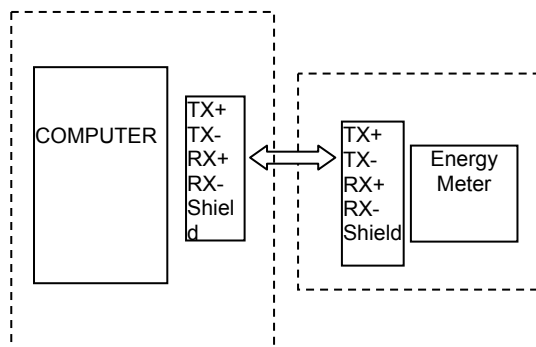 COMPUTER
TX+
TX-
RX+
RX-
Shiel
d
TX+
TX-
RX+
RX-
Shield
Energy
Meter